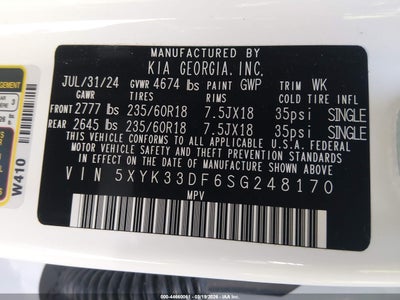 MANUFACTURED BY
KIA GEORGIA, INC.
JUL/31/24 GVWR 4674 lbs PAINT GWP TRIM WK
GAWR TIRES RIMS COLD TIRE INFL
FRONT 2777 lbs 235/60R18 7.5JX18 35psi SINGLE
REAR 2645 lbs 235/60R18 7.5JX18 35psi SINGLE
THIS VEHICLE CONFORMS TO ALL APPLICABLE U.S.A. FEDERAL
MOTOR VEHICLE SAFETY, BUMPER, AND THEFT PREVENTION
STANDARDS IN EFFECT ON THE DATE OF MANUFACTURE SHOWN ABOVE.
VIN 5XYK33DF6SG248170
MPV
W410